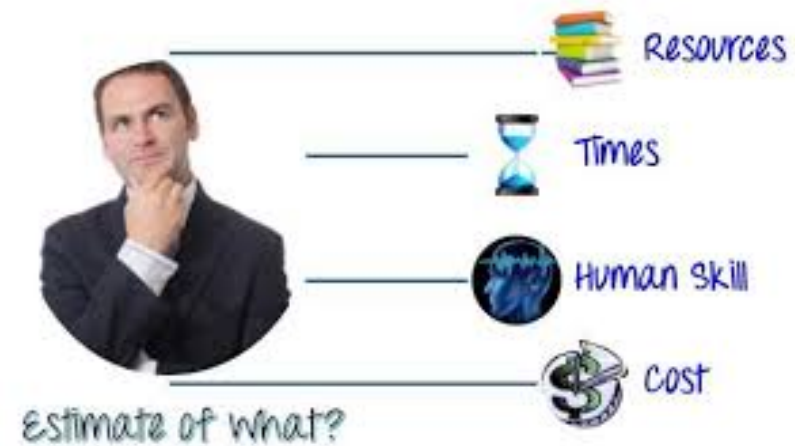 Resources
Times
Human Skill
Cost
Estimate of What?